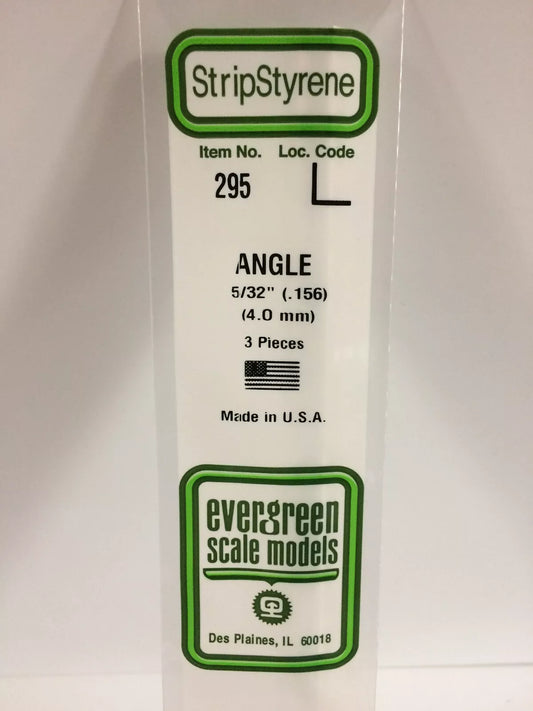 StripStyrene
Item No. Loc. Code
295 L
ANGLE
5/32" (.156)
(4.0 mm)
3 Pieces
Made in U.S.A.
evergreen
scale models
Des Plaines, IL 60018